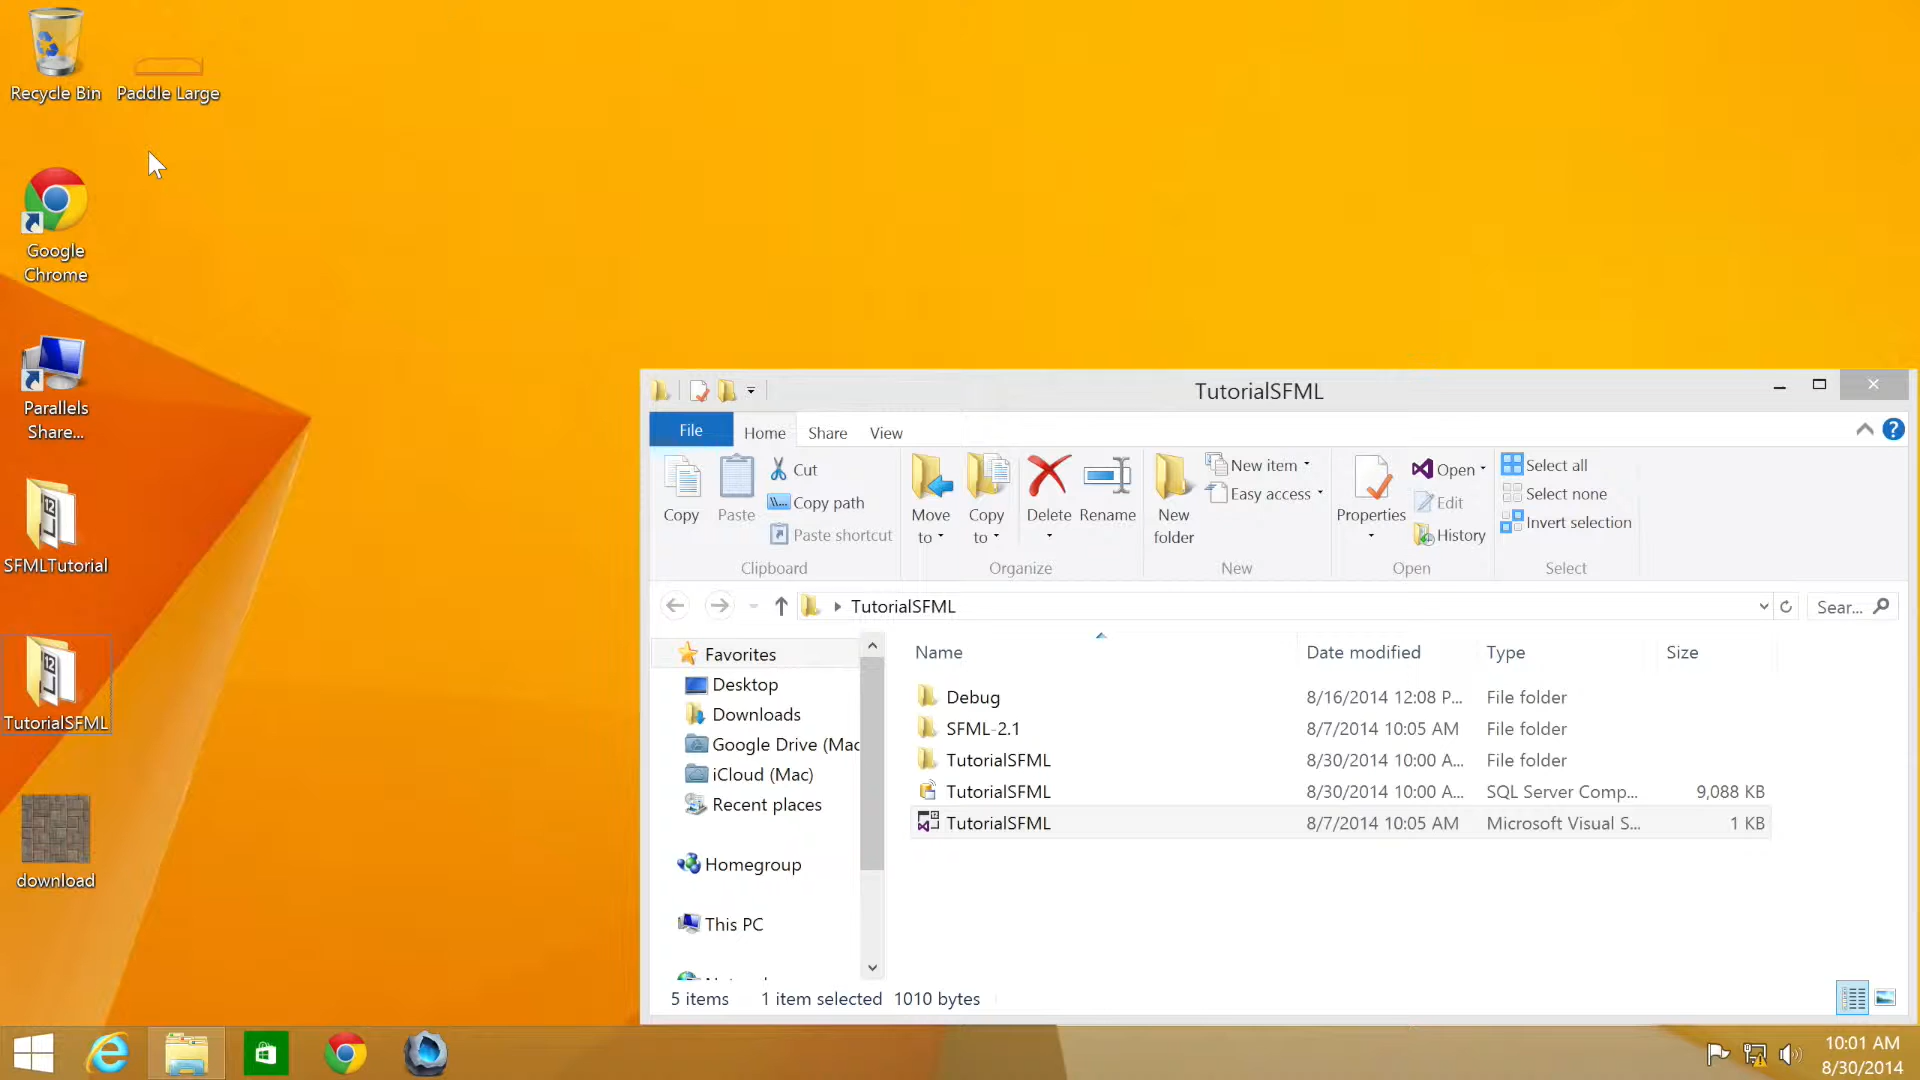 Recycle Bin
Paddle Large
Google
Chrome
Parallels
Share...
SFMLTutorial
TutorialSFML
download
TutorialSFML
File
Home
Share
View
Copy
Paste
Cut
Copy path
Paste shortcut
Clipboard
Move
to
Copy
to
Delete
Rename
Organize
New
folder
New item
Easy access
New
Properties
Open
Edit
History
Open
Select all
Select none
Invert selection
Select
TutorialSFML
Sear...
Favorites
Desktop
Downloads
Google Drive (Mac
iCloud (Mac)
Recent places
Homegroup
This PC
Name Date modified Type Size
Debug 8/16/2014 12:08 P... File folder
SFML-2.1 8/7/2014 10:05 AM File folder
TutorialSFML 8/30/2014 10:00 A... File folder
TutorialSFML 8/30/2014 10:00 A... SQL Server Comp... 9,088 KB
TutorialSFML 8/7/2014 10:05 AM Microsoft Visual S... 1 KB
5 items 1 item selected 1010 bytes
10:01 AM
8/30/2014